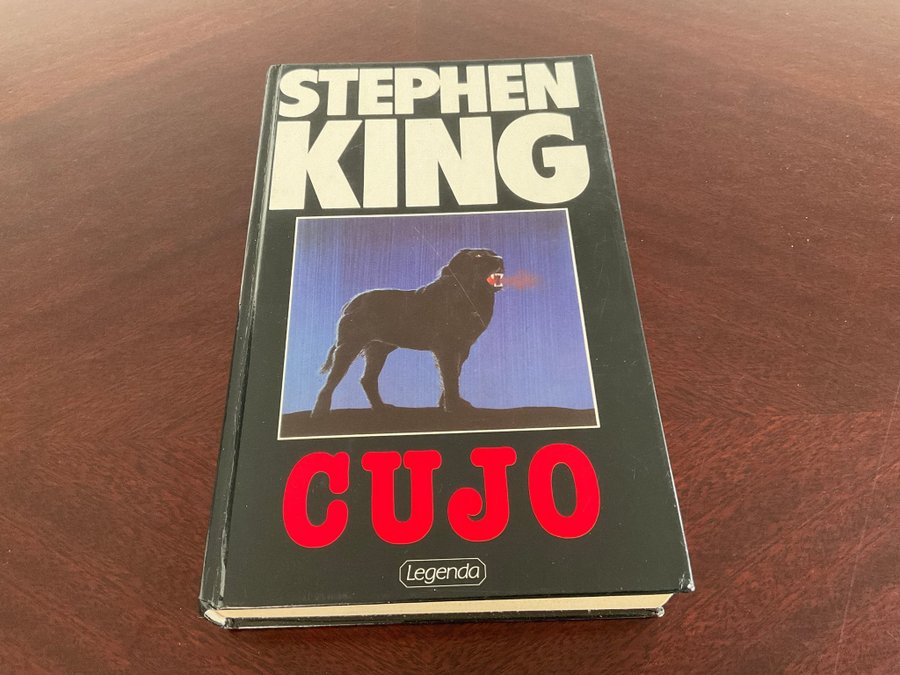 STEPHEN
KING
CUJO
Legenda